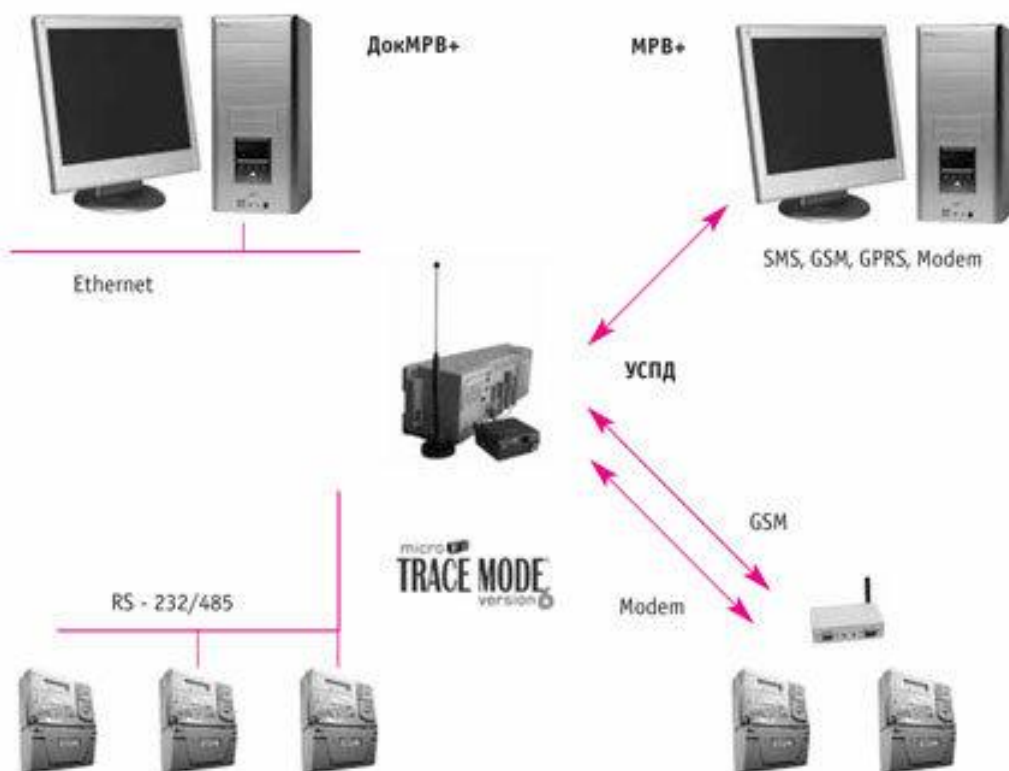 ДокМРВ+
МРВ+
Ethernet
SMS, GSM, GPRS, Modem
УСПД
GSM
micro
TRACE MODE
version 6
RS - 232/485
Modem